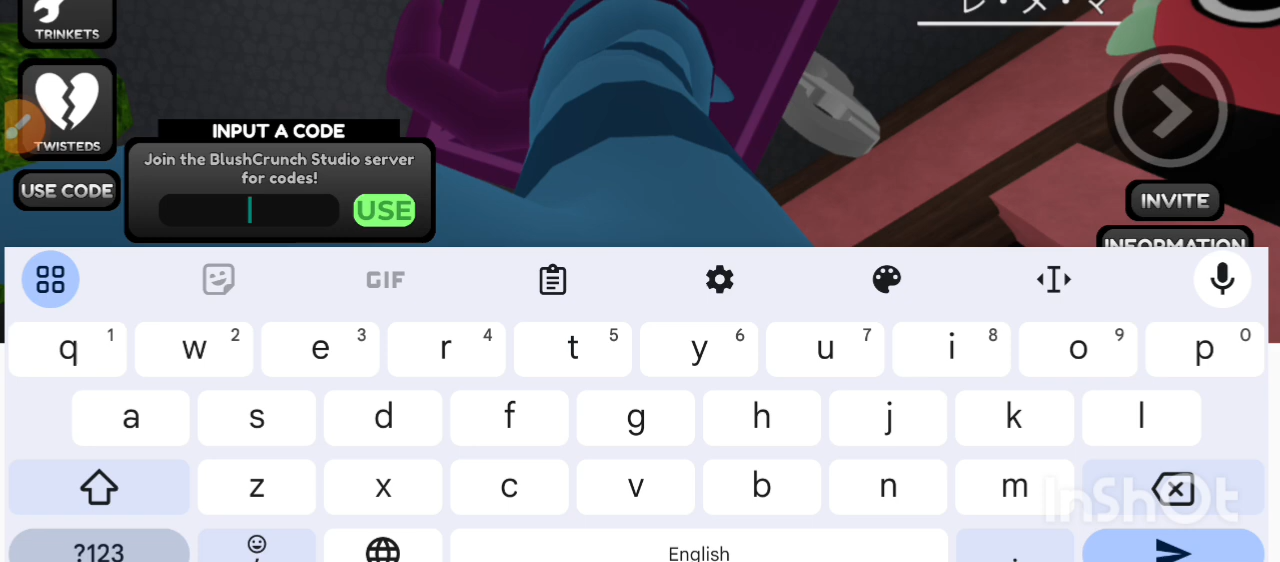 TRINKETS
TWISTEDS
USE CODE
INPUT A CODE
Join the BlushCrunch Studio server
for codes!
USE
INVITE
INFORMATION
GIF
q 1 w 2 e 3 r 4 t 5 y 6 u 7 i 8 o 9 p 0
a s d f g h j k l
z x c v b n m
InShOt
?123 , English .